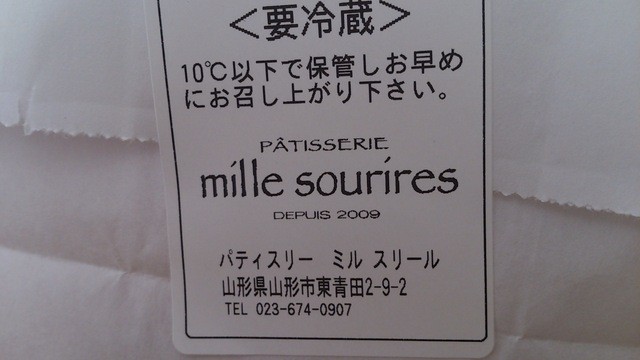 ＜要冷蔵＞
10℃以下で保管しお早め
にお召し上がり下さい。
PÂTISSERIE
mille sourires
DEPUIS 2009
パティスリー　ミル スリール
山形県山形市東青田2-9-2
TEL 023-674-0907